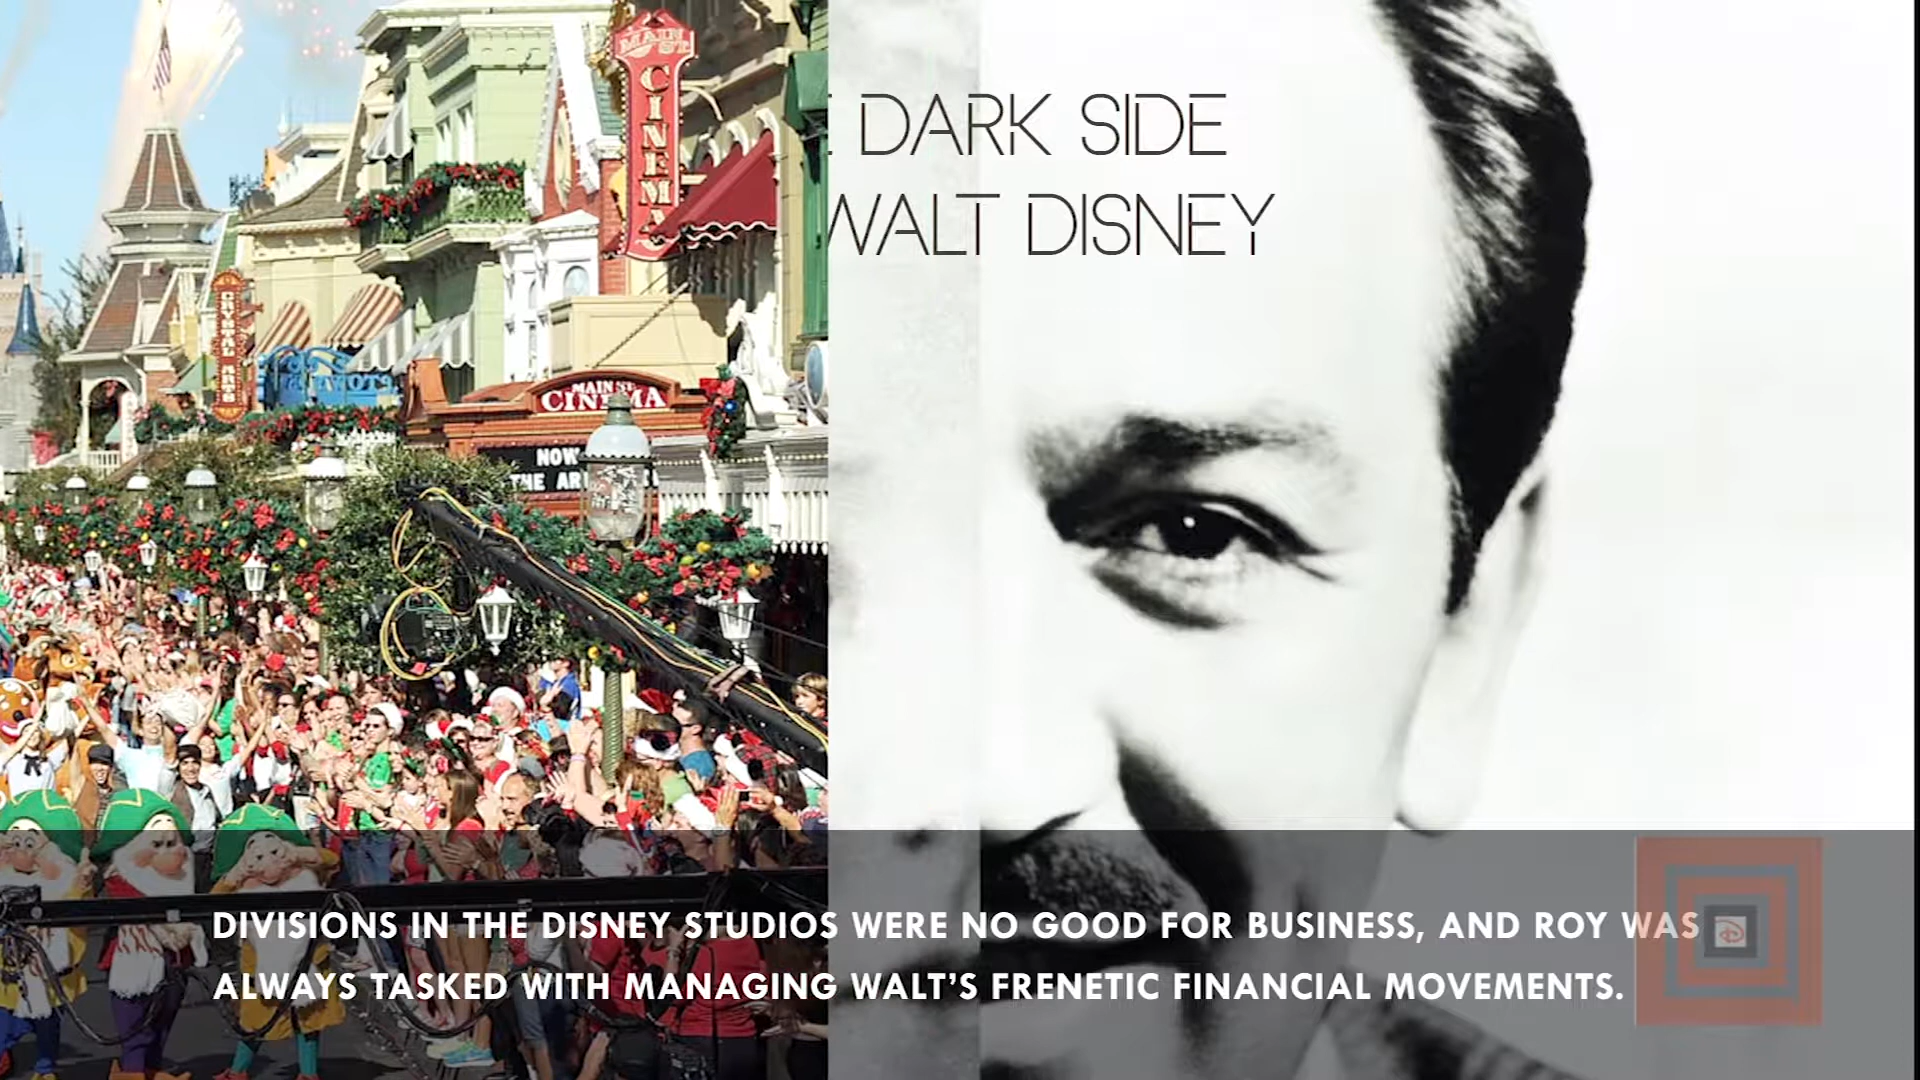 MAIN
ST.
CINEMA
DARK SIDE
WALT DISNEY
CRYSTAL ARTS
MAIN ST
CINEMA
NOW
THE
DIVISIONS IN THE DISNEY STUDIOS WERE NO GOOD FOR BUSINESS, AND ROY WAS
ALWAYS TASKED WITH MANAGING WALT’S FRENETIC FINANCIAL MOVEMENTS.